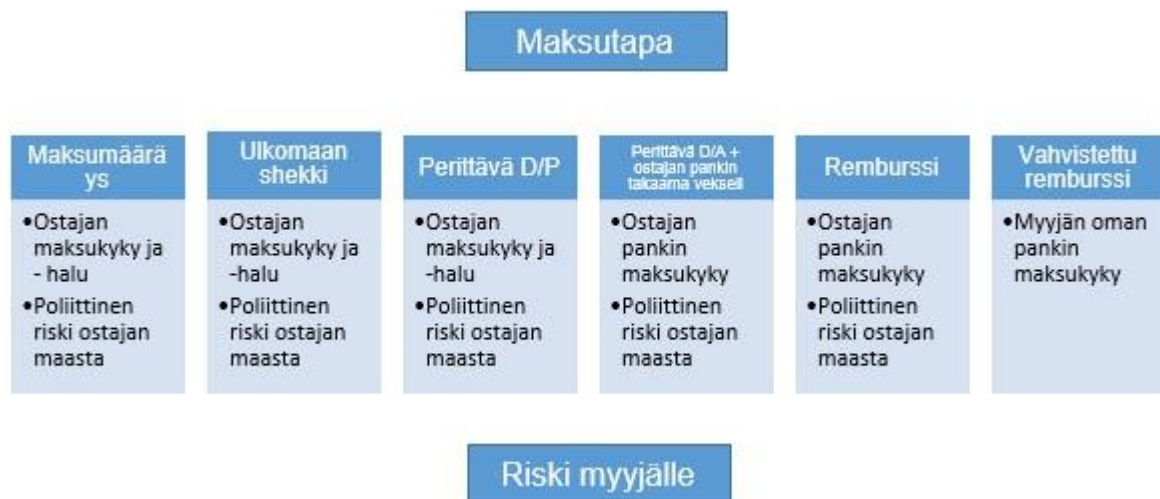 Maksutapa
Maksumäärä
ys
•Ostajan
maksukyky ja
- halu
•Poliittinen
riski ostajan
maasta
Ulkomaan
shekki
•Ostajan
maksukyky ja
-halu
•Poliittinen
riski ostajan
maasta
Perittävä D/P
•Ostajan
maksukyky ja
-halu
•Poliittinen
riski ostajan
maasta
Perittävä D/A +
ostajan pankin
takaama vekseli
•Ostajan
pankin
maksukyky
•Poliittinen
riski ostajan
maasta
Remburssi
•Ostajan
pankin
maksukyky
•Poliittinen
riski ostajan
maasta
Vahvistettu
remburssi
•Myyjän oman
pankin
maksukyky
Riski myyjälle